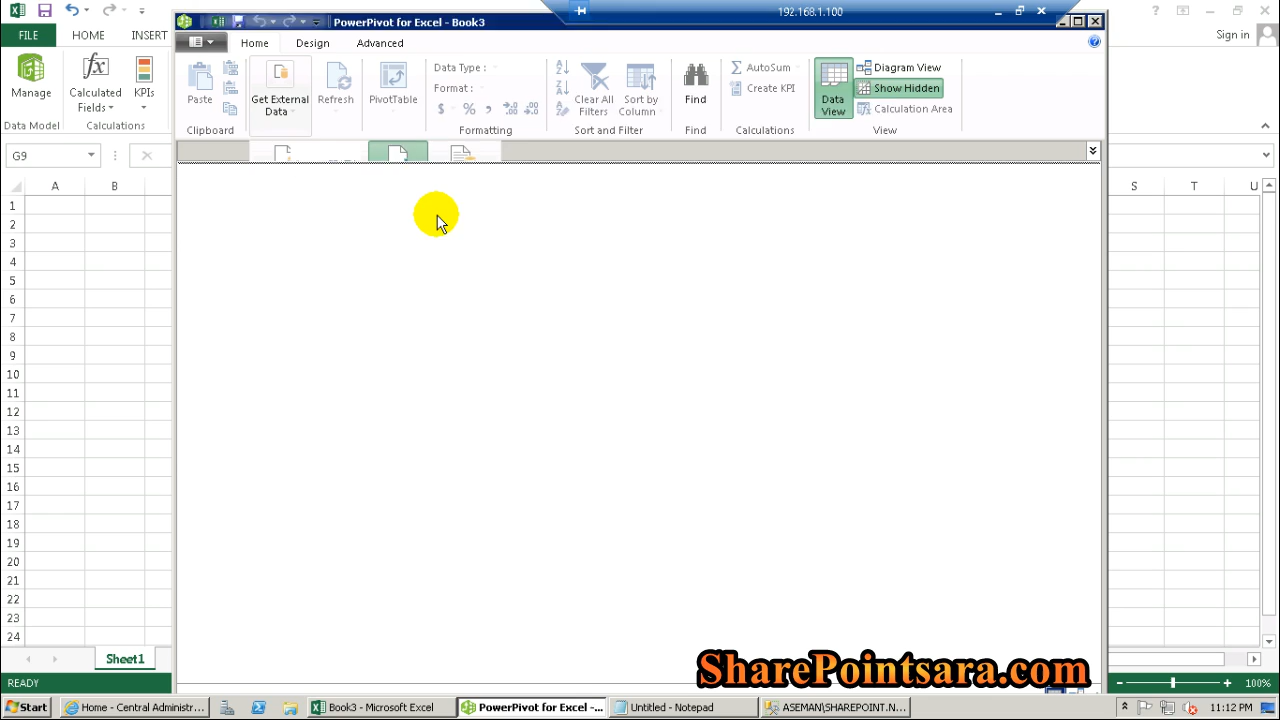 192.168.1.100
PowerPivot for Excel - Book3
Sign in
FILE
HOME
INSERT
Home
Design
Advanced
Manage
Calculated
Fields
KPIs
Data Model
Calculations
Paste
Clipboard
Get External
Data
Refresh
PivotTable
Data Type :
Format :
$ % ,
Formatting
Clear All
Filters
Sort by
Column
Sort and Filter
Find
Find
AutoSum
Create KPI
Calculations
Data
View
Diagram View
Show Hidden
Calculation Area
View
G9
A B S T U
1
2
3
4
5
6
7
8
9
10
11
12
13
14
15
16
17
18
19
20
21
22
23
24
Sheet1
SharePointsara.com
READY
100%
Start
Home - Central Administr...
Book3 - Microsoft Excel
PowerPivot for Excel -...
Untitled - Notepad
ASEMAN\SHAREPOINT.N...
11:12 PM